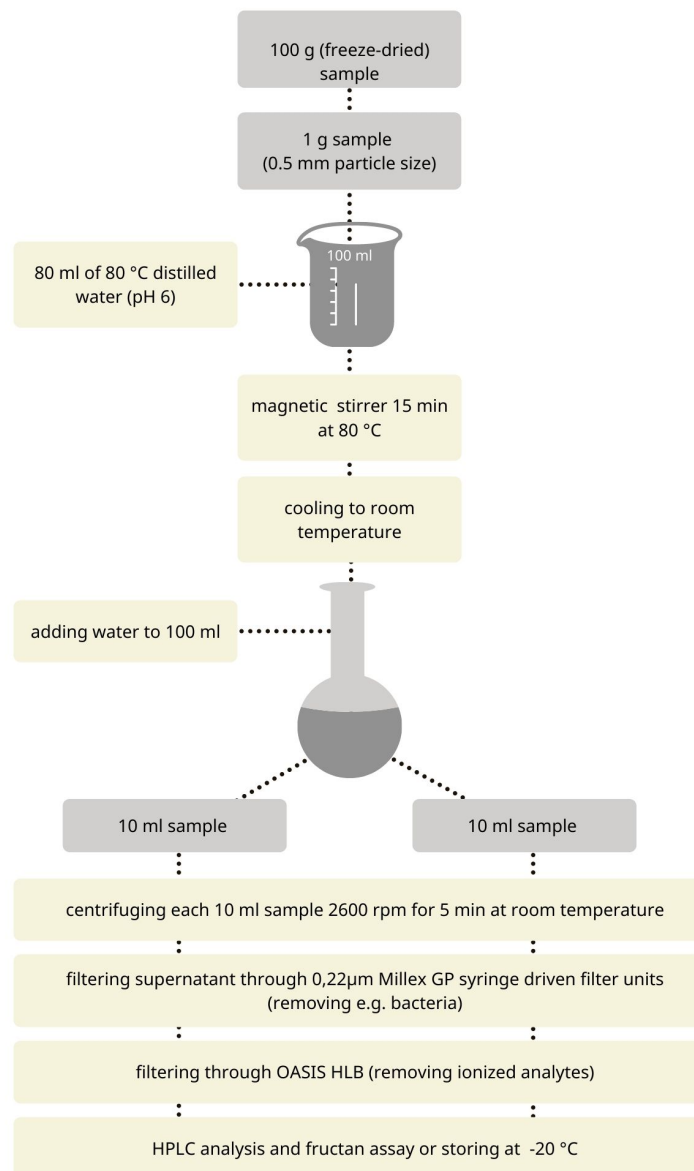 100 g (freeze-dried)
sample
1 g sample
(0.5 mm particle size)
100 ml
80 ml of 80 °C distilled
water (pH 6)
magnetic  stirrer 15 min
at 80 °C
cooling to room
temperature
adding water to 100 ml
10 ml sample
10 ml sample
centrifuging each 10 ml sample 2600 rpm for 5 min at room temperature
filtering supernatant through 0,22µm Millex GP syringe driven filter units
(removing e.g. bacteria)
filtering through OASIS HLB (removing ionized analytes)
HPLC analysis and fructan assay or storing at  -20 °C